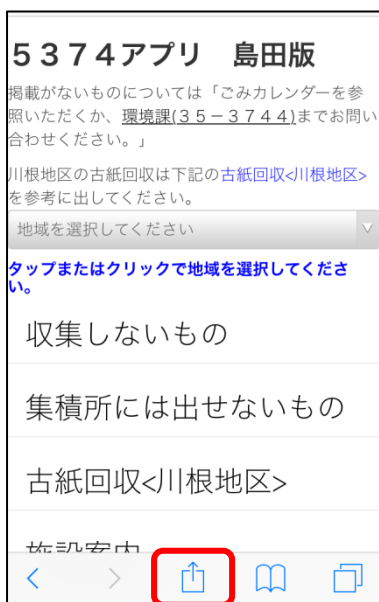 ５３７４アプリ　島田版
掲載がないものについては「ごみカレンダーを参
照いただくか、環境課(３５－３７４４)までお問い
合わせください。」
川根地区の古紙回収は下記の古紙回収<川根地区>
を参考に出してください。
地域を選択してください
タップまたはクリックで地域を選択してくださ
い。
収集しないもの
集積所には出せないもの
古紙回収<川根地区>
施設案内